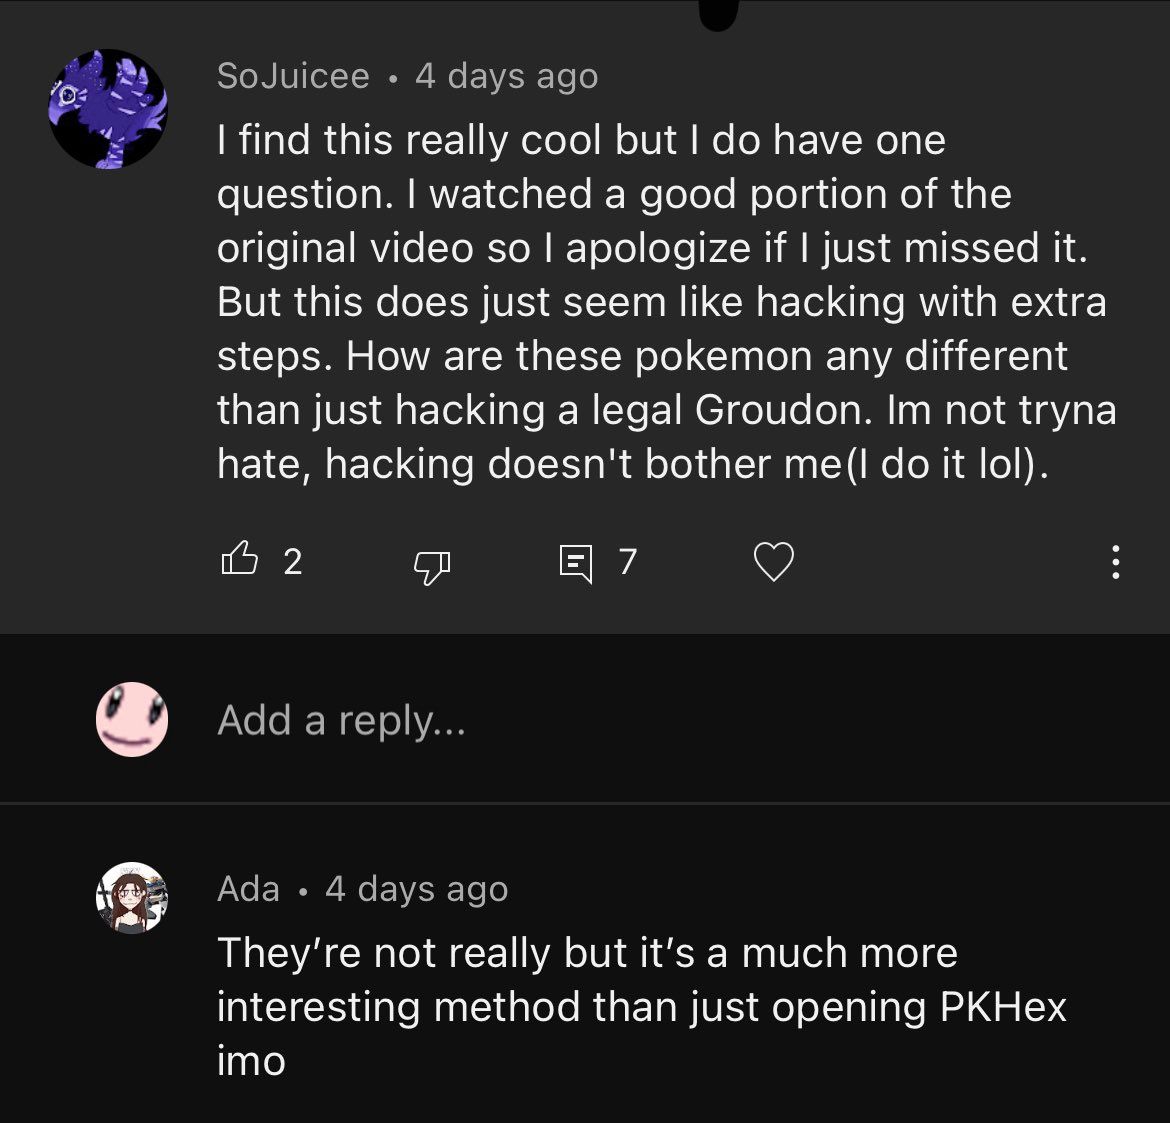 SoJuicee • 4 days ago
I find this really cool but I do have one
question. I watched a good portion of the
original video so I apologize if I just missed it.
But this does just seem like hacking with extra
steps. How are these pokemon any different
than just hacking a legal Groudon. Im not tryna
hate, hacking doesn't bother me(I do it lol).
2 7
Add a reply...
Ada • 4 days ago
They’re not really but it’s a much more
interesting method than just opening PKHex
imo